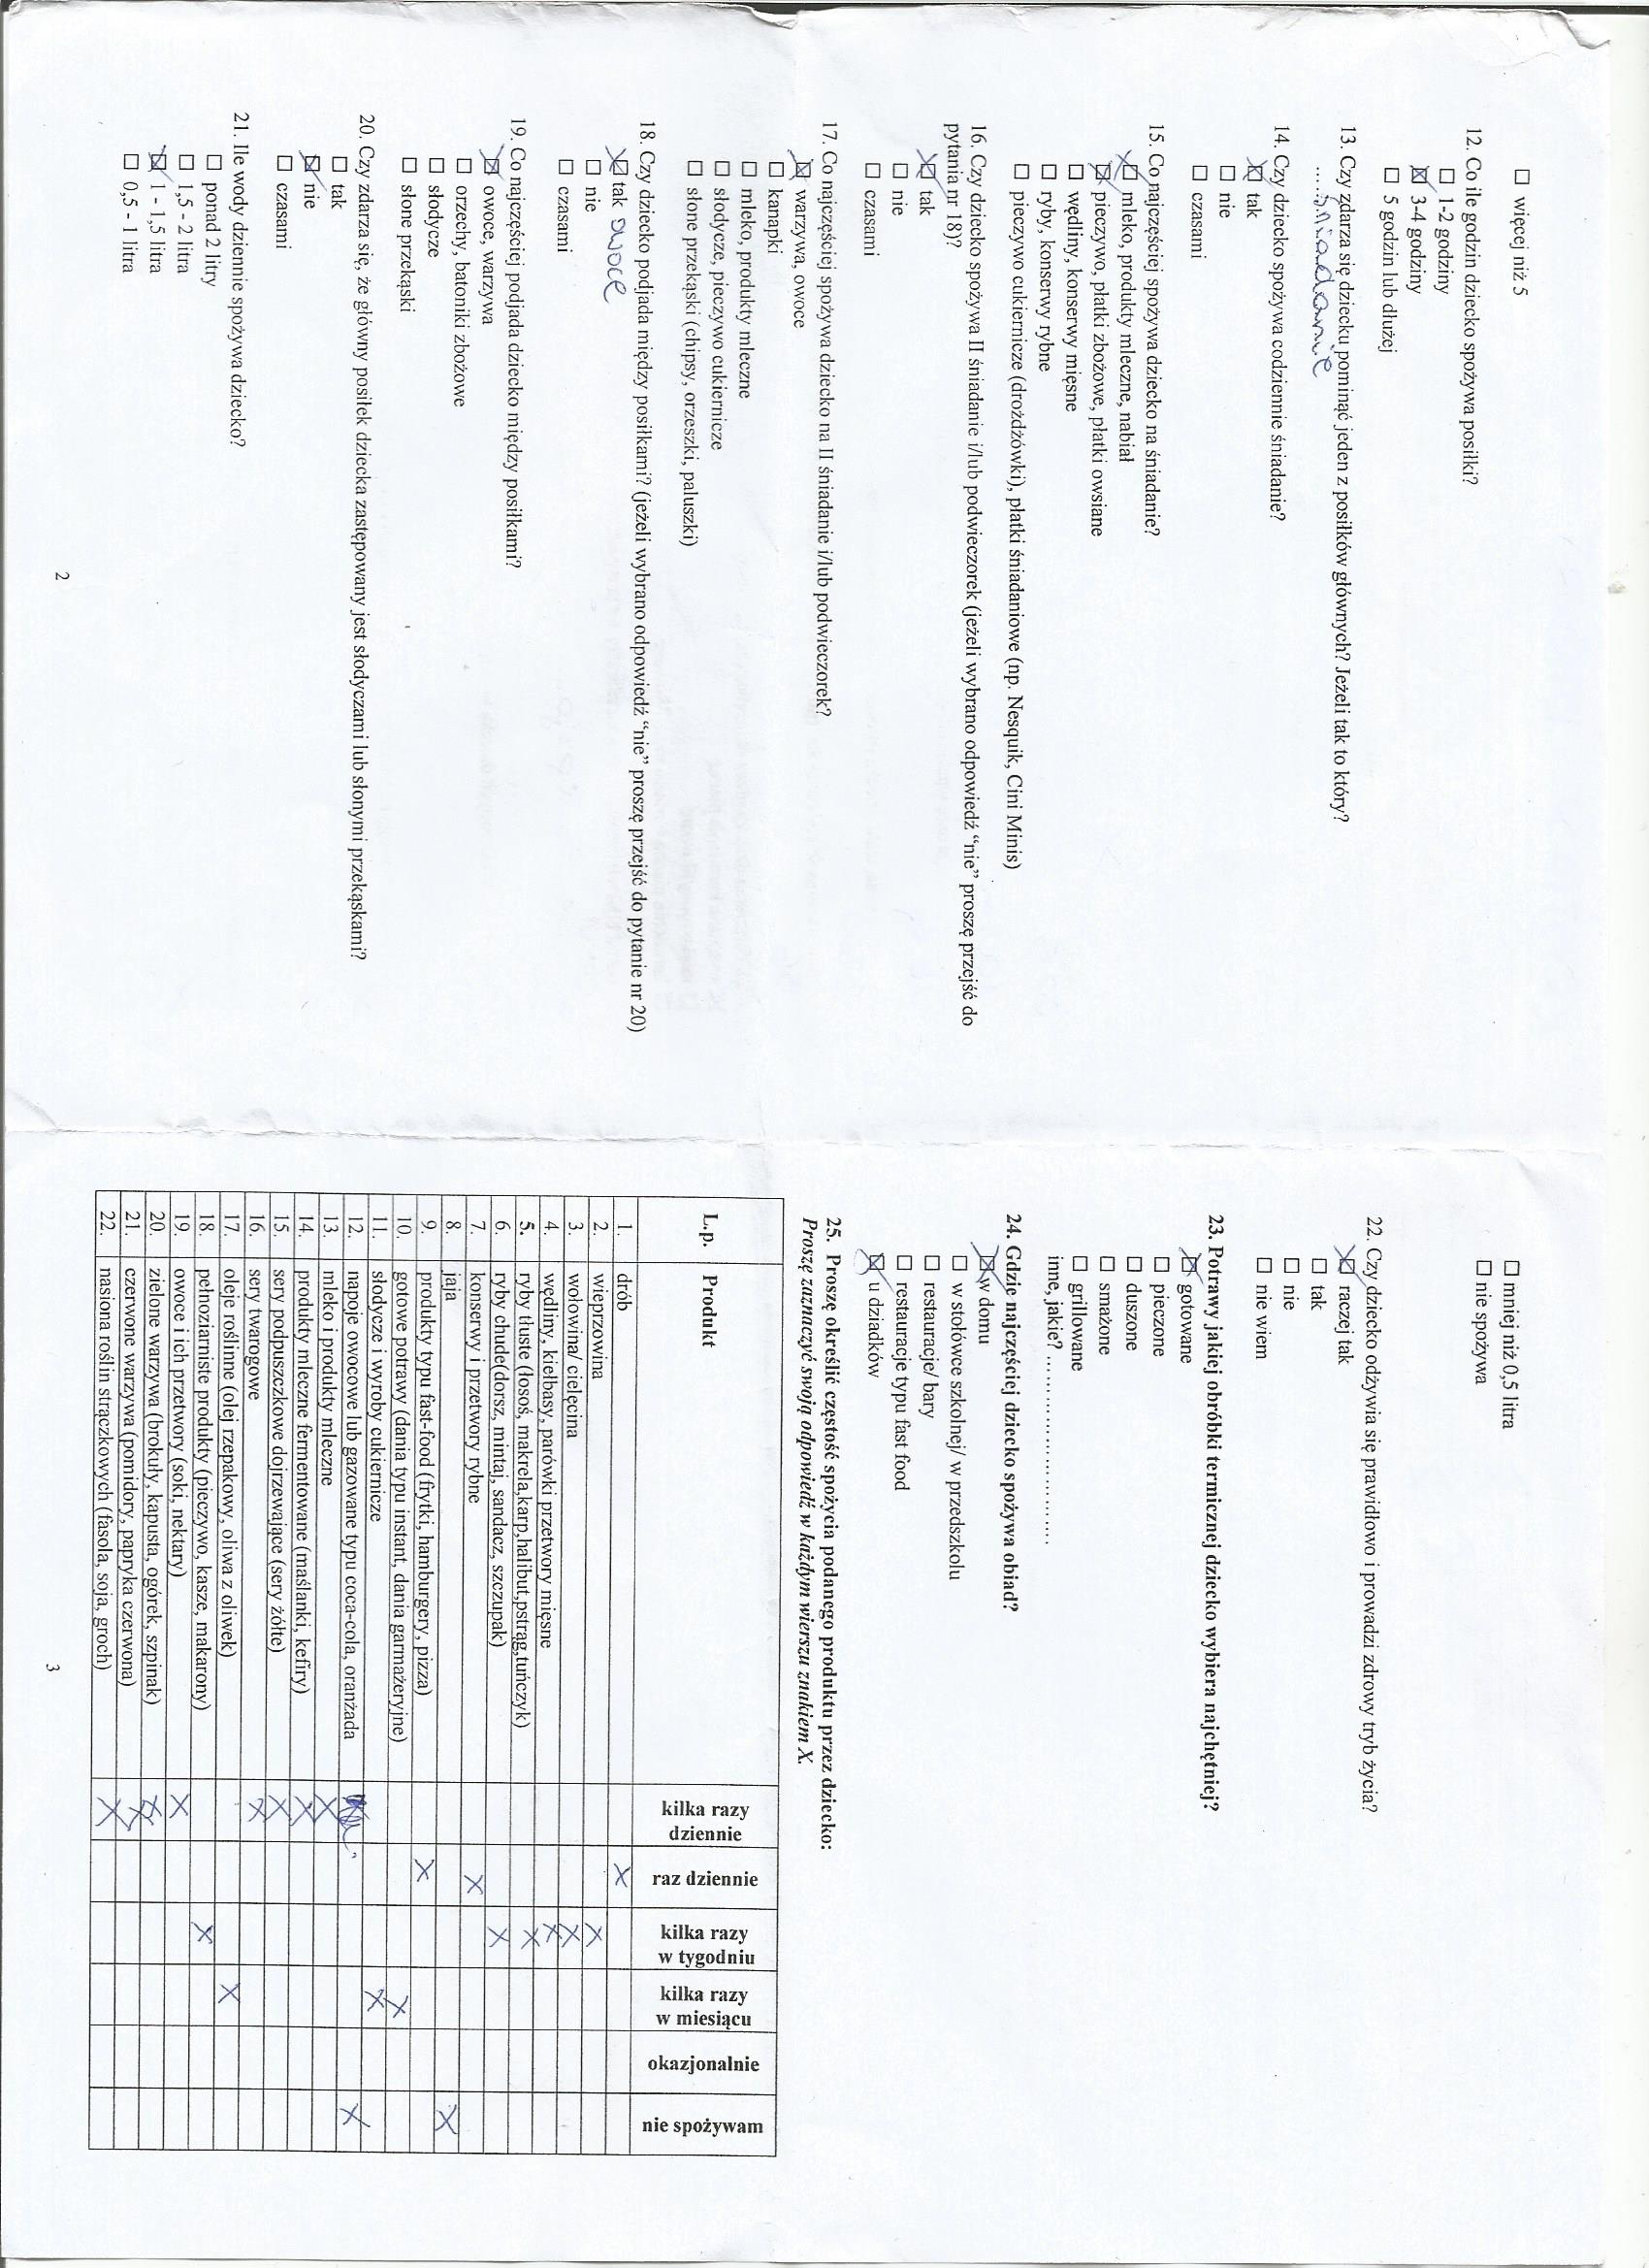 ☐ więcej niż 5
12. Co ile godzin dziecko spożywa posiłki?
☐ 1-2 godziny
☒ 3-4 godziny
☐ 5 godzin lub dłużej
13. Czy zdarza się dziecku pominąć jeden z posiłków głównych? Jeżeli tak to który?
....śniadanie
14. Czy dziecko spożywa codziennie śniadanie?
☒ tak
☐ nie
☐ czasami
15. Co najczęściej spożywa dziecko na śniadanie?
☒ mleko, produkty mleczne, nabiał
☒ pieczywo, płatki zbożowe, płatki owsiane
☐ wędliny, konserwy mięsne
☐ ryby, konserwy rybne
☐ pieczywo cukiernicze (drożdżówki), płatki śniadaniowe (np. Nesquik, Cini Minis)
16. Czy dziecko spożywa II śniadanie i/lub podwieczorek (jeżeli wybrano odpowiedź “nie” proszę przejść do
pytania nr 18)?
☒ tak
☐ nie
☐ czasami
17. Co najczęściej spożywa dziecko na II śniadanie i/lub podwieczorek?
☒ warzywa, owoce
☐ kanapki
☐ mleko, produkty mleczne
☐ słodycze, pieczywo cukiernicze
☐ słone przekąski (chipsy, orzeszki, paluszki)
18. Czy dziecko podjada między posiłkami? (jeżeli wybrano odpowiedź “nie” proszę przejść do pytanie nr 20)
☒ tak owoce
☐ nie
☐ czasami
19. Co najczęściej podjada dziecko między posiłkami?
☒ owoce, warzywa
☐ orzechy, batoniki zbożowe
☐ słodycze
☐ słone przekąski
20. Czy zdarza się, że główny posiłek dziecka zastępowany jest słodyczami lub słonymi przekąskami?
☐ tak
☒ nie
☐ czasami
21. Ile wody dziennie spożywa dziecko?
☐ ponad 2 litry
☐ 1,5 - 2 litra
☒ 1 - 1,5 litra
☐ 0,5 - 1 litra
2
☐ mniej niż 0,5 litra
☐ nie spożywa
22. Czy dziecko odżywia się prawidłowo i prowadzi zdrowy tryb życia?
☒ raczej tak
☐ tak
☐ nie
☐ nie wiem
23. Potrawy jakiej obróbki termicznej dziecko wybiera najchętniej?
☒ gotowane
☐ pieczone
☐ duszone
☐ smażone
☐ grillowane
inne, jakie? ............................
24. Gdzie najczęściej dziecko spożywa obiad?
☒ w domu
☐ w stołówce szkolnej/ w przedszkolu
☐ restauracje/ bary
☐ restauracje typu fast food
☒ u dziadków
25. Proszę określić częstość spożycia podanego produktu przez dziecko:
Proszę zaznaczyć swoją odpowiedź w każdym wierszu znakiem X.
L.p. Produkt kilka razy dziennie raz dziennie kilka razy w tygodniu kilka razy w miesiącu okazjonalnie nie spożywam
1. drób X
2. wieprzowina X
3. wołowina/ cielęcina X
4. wędliny, kiełbasy, parówki przetwory mięsne X
5. ryby tłuste (łosoś, makrela,karp,halibut,pstrąg,tuńczyk) X
6. ryby chude(dorsz, mintaj, sandacz, szczupak) X
7. konserwy i przetwory rybne X
8. jaja X
9. produkty typu fast-food (frytki, hamburgery, pizza) X
10. gotowe potrawy (dania typu instant, dania garmażeryjne) X
11. słodycze i wyroby cukiernicze X
12. napoje owocowe lub gazowane typu coca-cola, oranżada X
13. mleko i produkty mleczne X
14. produkty mleczne fermentowane (maślanki, kefiry) X
15. sery podpuszczkowe dojrzewające (sery żółte) X
16. sery twarogowe X
17. oleje roślinne (olej rzepakowy, oliwa z oliwek) X
18. pełnoziarniste produkty (pieczywo, kasze, makarony) X
19. owoce i ich przetwory (soki, nektary) X
20. zielone warzywa (brokuły, kapusta, ogórek, szpinak) X
21. czerwone warzywa (pomidory, papryka czerwona) X
22. nasiona roślin strączkowych (fasola, soja, groch) X
3